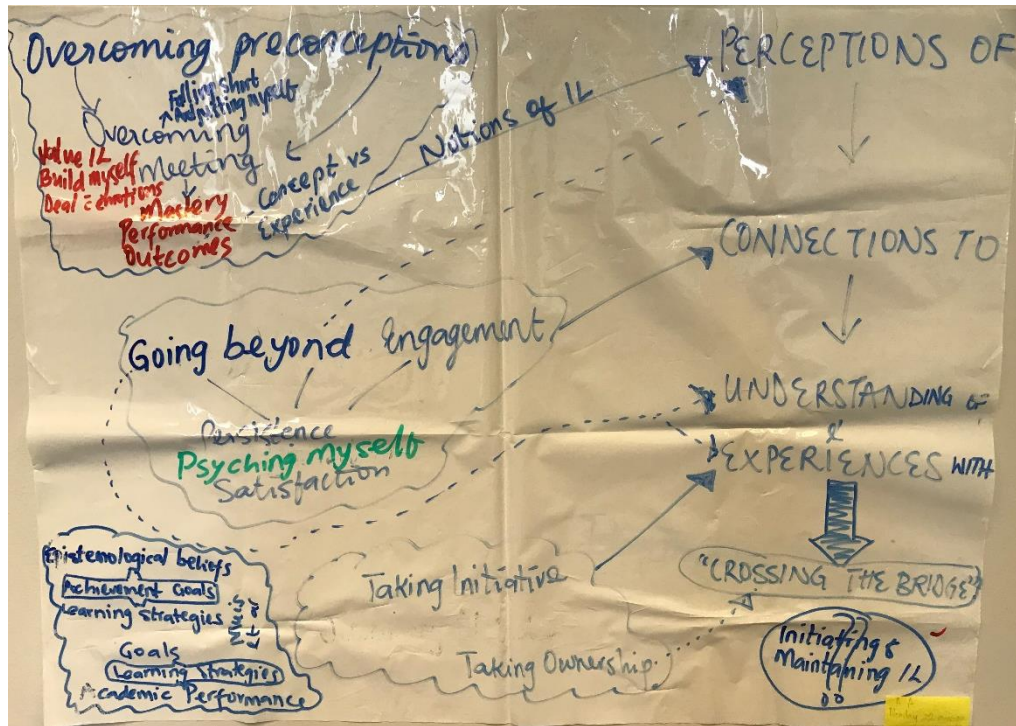 Overcoming preconceptions
Falling short
Admitting myself
Overcoming
Meeting
Value IL
Build myself
Deal c̄ emotions
Mastery
Performance
Outcomes
Concept vs
Experience
Notions of IL
PERCEPTIONS OF
CONNECTIONS TO
Going beyond Engagement
Persistence
Psyching myself
Satisfaction
UNDERSTANDING OF
&
EXPERIENCES WITH
"CROSSING THE BRIDGE"
Initiating &
Maintaining IL
Taking Initiative
Taking Ownership
Epistemological beliefs
Achievement Goals
Learning Strategies
Goals
Learning Strategies
Academic Performance